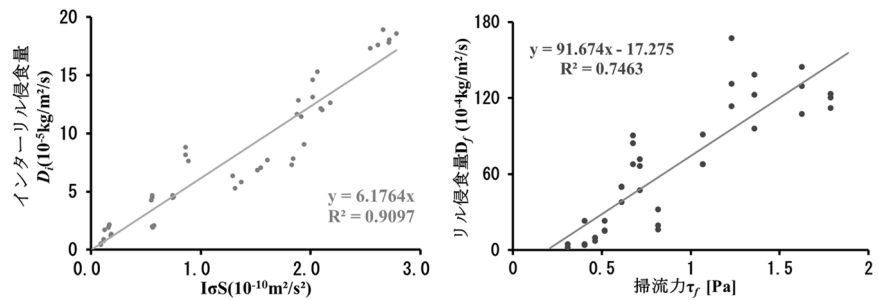 インターリル侵食量
Di(10-5kg/m²/s)
20
15
10
5
0
0.0
1.0
2.0
3.0
y = 6.1764x
R² = 0.9097
IσS(10-10m²/s²)
リル侵食量Df (10-4kg/m²/s)
180
120
60
0
0
0.5
1
1.5
2
y = 91.674x - 17.275
R² = 0.7463
掃流力τf [Pa]